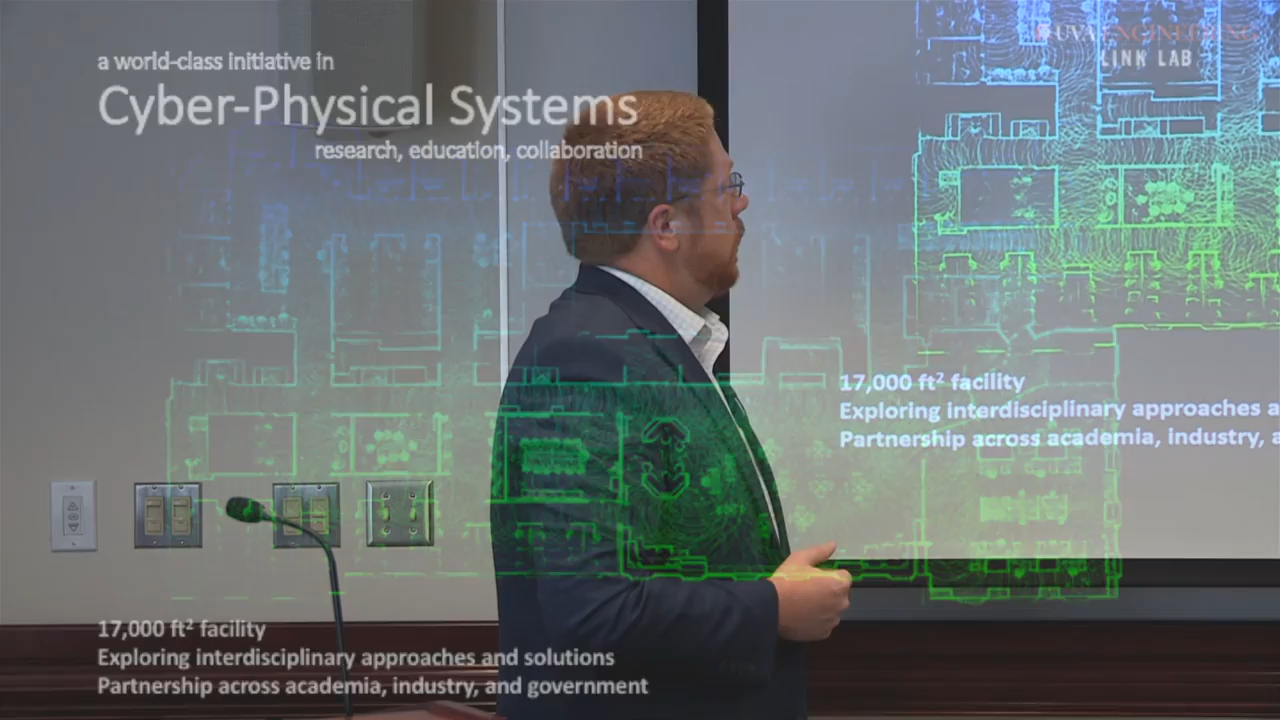 a world-class initiative in
Cyber-Physical Systems
research, education, collaboration
UVA ENGINEERING
LINK LAB
17,000 ft² facility
Exploring interdisciplinary approaches a
Partnership across academia, industry, a
17,000 ft² facility
Exploring interdisciplinary approaches and solutions
Partnership across academia, industry, and government